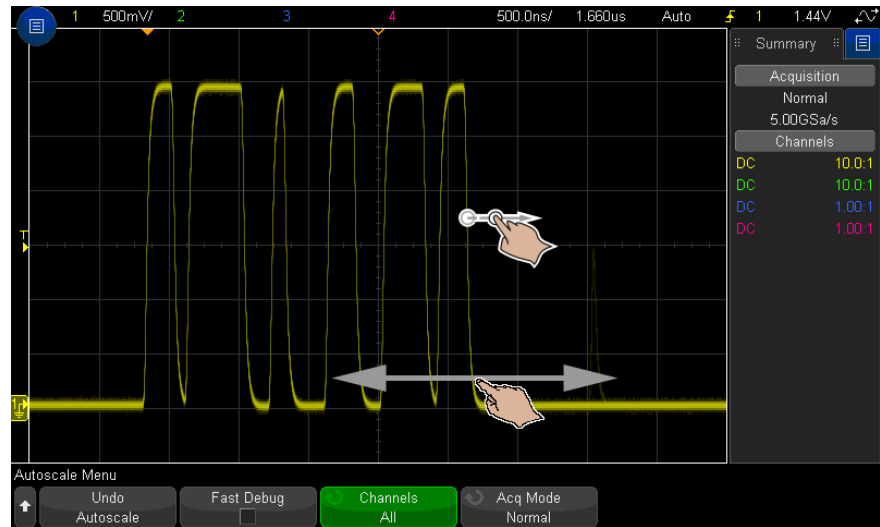 1 500mV/ 2 3 4 500.0ns/ 1.660us Auto 1 1.44V
Summary
Acquisition
Normal
5.00GSa/s
Channels
DC 10.0:1
DC 10.0:1
DC 1.00:1
DC 1.00:1
T
1
Autoscale Menu
Undo Autoscale
Fast Debug
Channels All
Acq Mode Normal